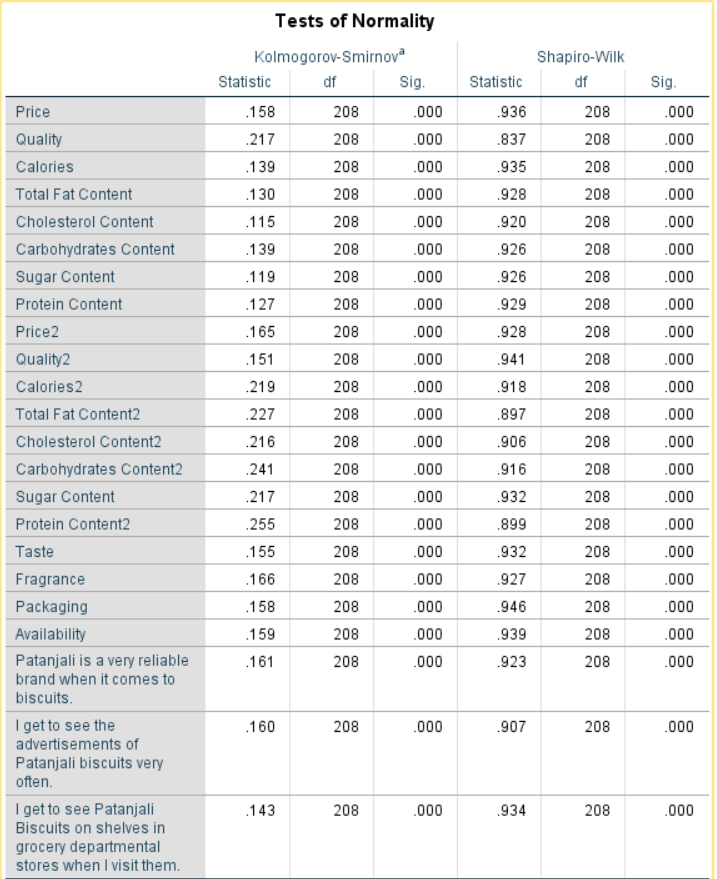 Tests of Normality
Kolmogorov-Smirnovᵃ Shapiro-Wilk
Statistic df Sig. Statistic df Sig.
Price .158 208 .000 .936 208 .000
Quality .217 208 .000 .837 208 .000
Calories .139 208 .000 .935 208 .000
Total Fat Content .130 208 .000 .928 208 .000
Cholesterol Content .115 208 .000 .920 208 .000
Carbohydrates Content .139 208 .000 .926 208 .000
Sugar Content .119 208 .000 .926 208 .000
Protein Content .127 208 .000 .929 208 .000
Price2 .165 208 .000 .928 208 .000
Quality2 .151 208 .000 .941 208 .000
Calories2 .219 208 .000 .918 208 .000
Total Fat Content2 .227 208 .000 .897 208 .000
Cholesterol Content2 .216 208 .000 .906 208 .000
Carbohydrates Content2 .241 208 .000 .916 208 .000
Sugar Content .217 208 .000 .932 208 .000
Protein Content2 .255 208 .000 .899 208 .000
Taste .155 208 .000 .932 208 .000
Fragrance .166 208 .000 .927 208 .000
Packaging .158 208 .000 .946 208 .000
Availability .159 208 .000 .939 208 .000
Patanjali is a very reliable .161 208 .000 .923 208 .000
brand when it comes to
biscuits.
I get to see the .160 208 .000 .907 208 .000
advertisements of
Patanjali biscuits very
often.
I get to see Patanjali .143 208 .000 .934 208 .000
Biscuits on shelves in
grocery departmental
stores when I visit them.